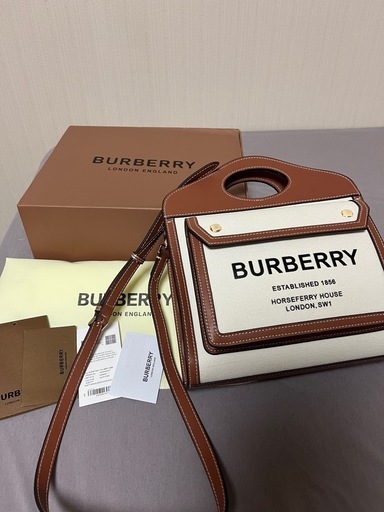 BURBERRY
LONDON ENGLAND
BURBERRY
ESTABLISHED 1856
HORSEFERRY HOUSE
LONDON, SW1
BURBERRY
LONDON ENGLAND
BURBERRY